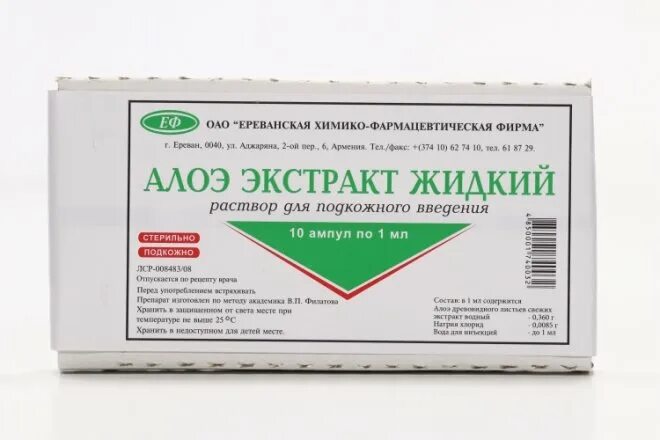 ЕФ
ОАО "ЕРЕВАНСКАЯ ХИМИКО-ФАРМАЦЕВТИЧЕСКАЯ ФИРМА"
г. Ереван, 0040, ул. Аджаряна, 2-ой пер., 6, Армения. Тел./факс: +(374 10) 62 74 10, тел. 61 87 29.
АЛОЭ ЭКСТРАКТ ЖИДКИЙ
раствор для подкожного введения
10 ампул по 1 мл
СТЕРИЛЬНО
ПОДКОЖНО
ЛСР-008483/08
Отпускается по рецепту врача
Перед употреблением встряхивать
Препарат изготовлен по методу академика В.П. Филатова
Хранить в защищенном от света месте при
температуре не выше 25 °С
Хранить в недоступном для детей месте.
Состав: в 1 мл содержится
Алоэ древовидного листьев свежих
экстракт водный - 0,360 г
Натрия хлорид - 0,0085 г
Вода для инъекций - до 1 мл
4850001740032